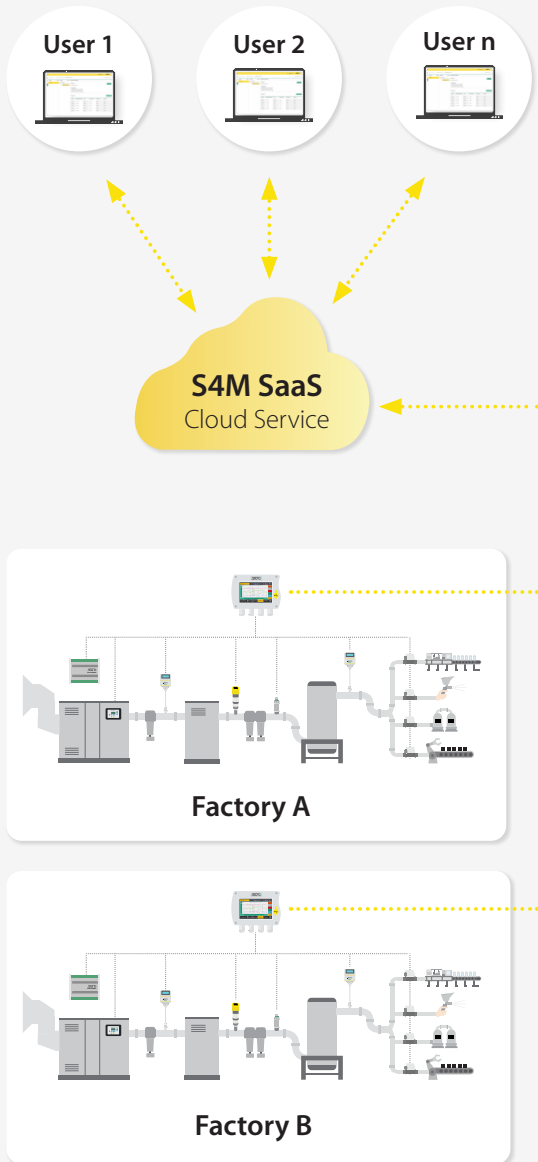 User 1
User 2
User n
S4M SaaS
Cloud Service
Factory A
Factory B